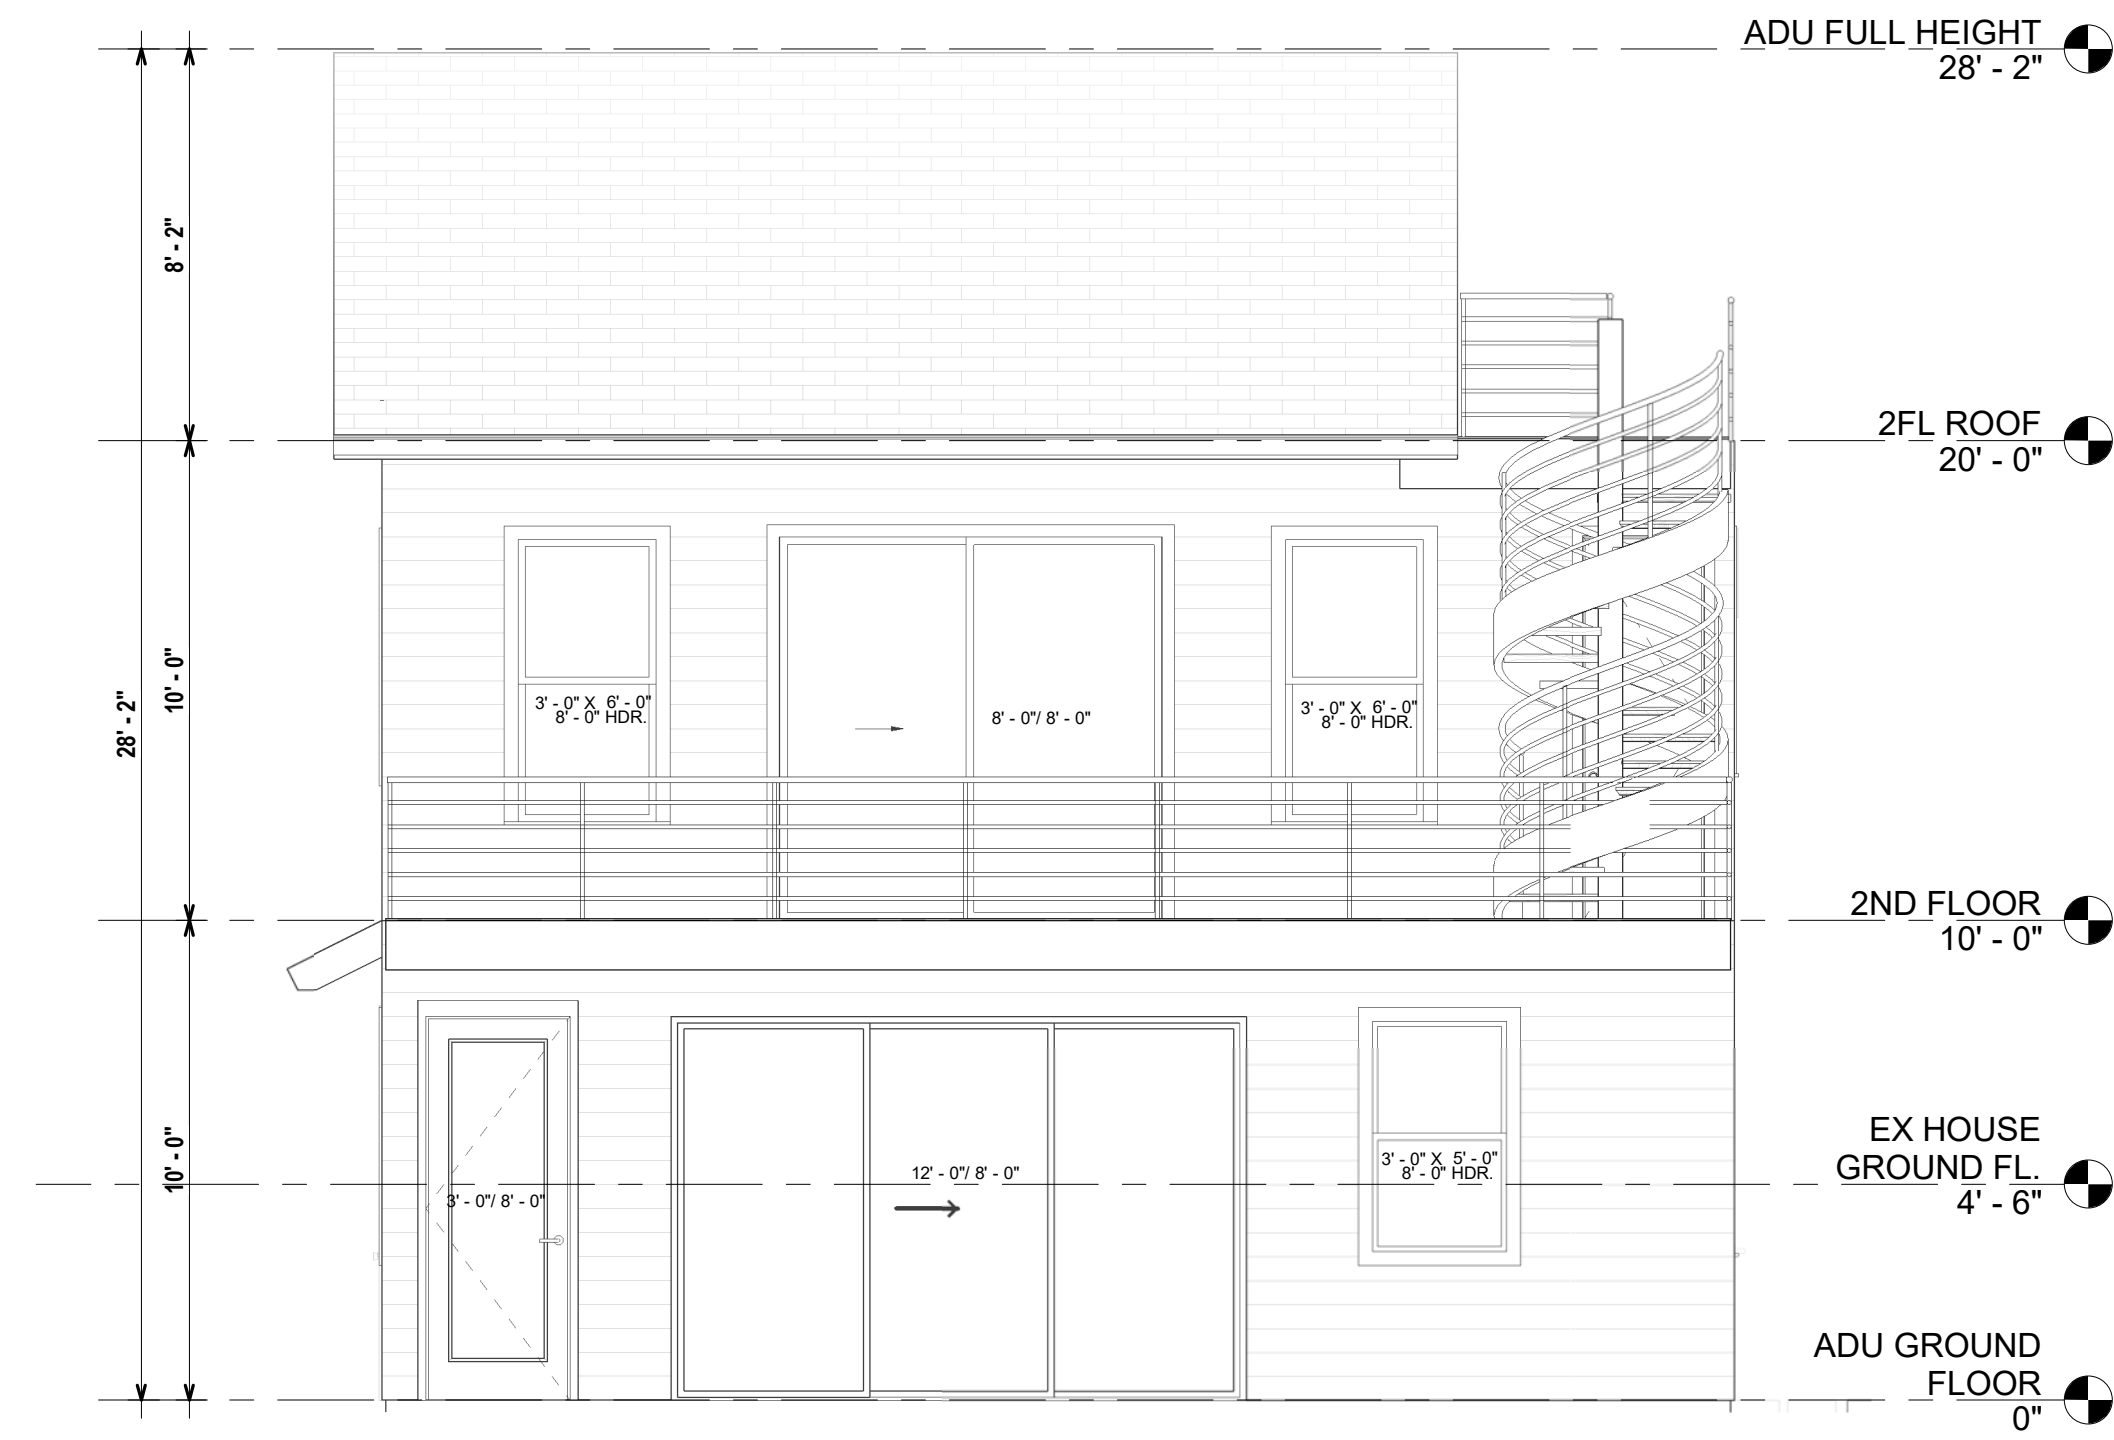 ADU FULL HEIGHT
28' - 2"
8' - 2"
2FL ROOF
20' - 0"
10' - 0"
28' - 2"
3' - 0" X 6' - 0"
8' - 0" HDR.
8' - 0"/ 8' - 0"
3' - 0" X 6' - 0"
8' - 0" HDR.
2ND FLOOR
10' - 0"
10' - 0"
3' - 0"/ 8' - 0"
12' - 0"/ 8' - 0"
3' - 0" X 5' - 0"
8' - 0" HDR.
EX HOUSE
GROUND FL.
4' - 6"
ADU GROUND
FLOOR
0"